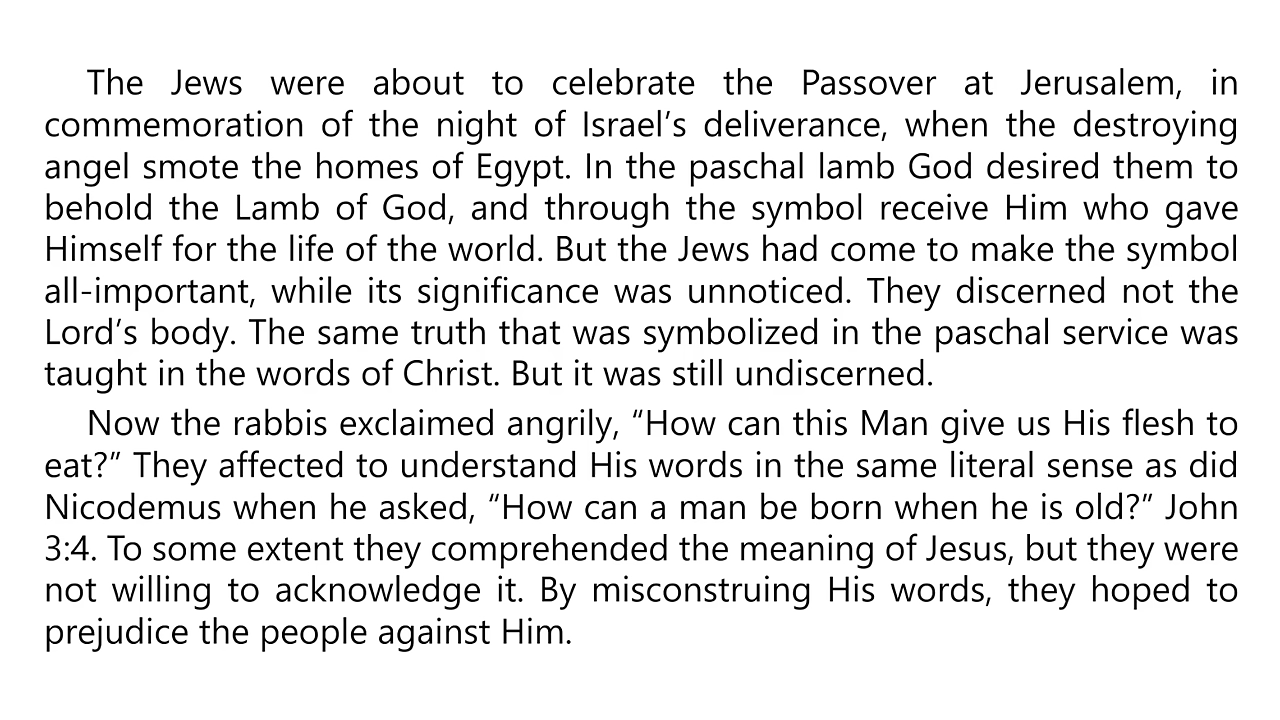 The Jews were about to celebrate the Passover at Jerusalem, in
commemoration of the night of Israel’s deliverance, when the destroying
angel smote the homes of Egypt. In the paschal lamb God desired them to
behold the Lamb of God, and through the symbol receive Him who gave
Himself for the life of the world. But the Jews had come to make the symbol
all-important, while its significance was unnoticed. They discerned not the
Lord’s body. The same truth that was symbolized in the paschal service was
taught in the words of Christ. But it was still undiscerned.
Now the rabbis exclaimed angrily, “How can this Man give us His flesh to
eat?” They affected to understand His words in the same literal sense as did
Nicodemus when he asked, “How can a man be born when he is old?” John
3:4. To some extent they comprehended the meaning of Jesus, but they were
not willing to acknowledge it. By misconstruing His words, they hoped to
prejudice the people against Him.